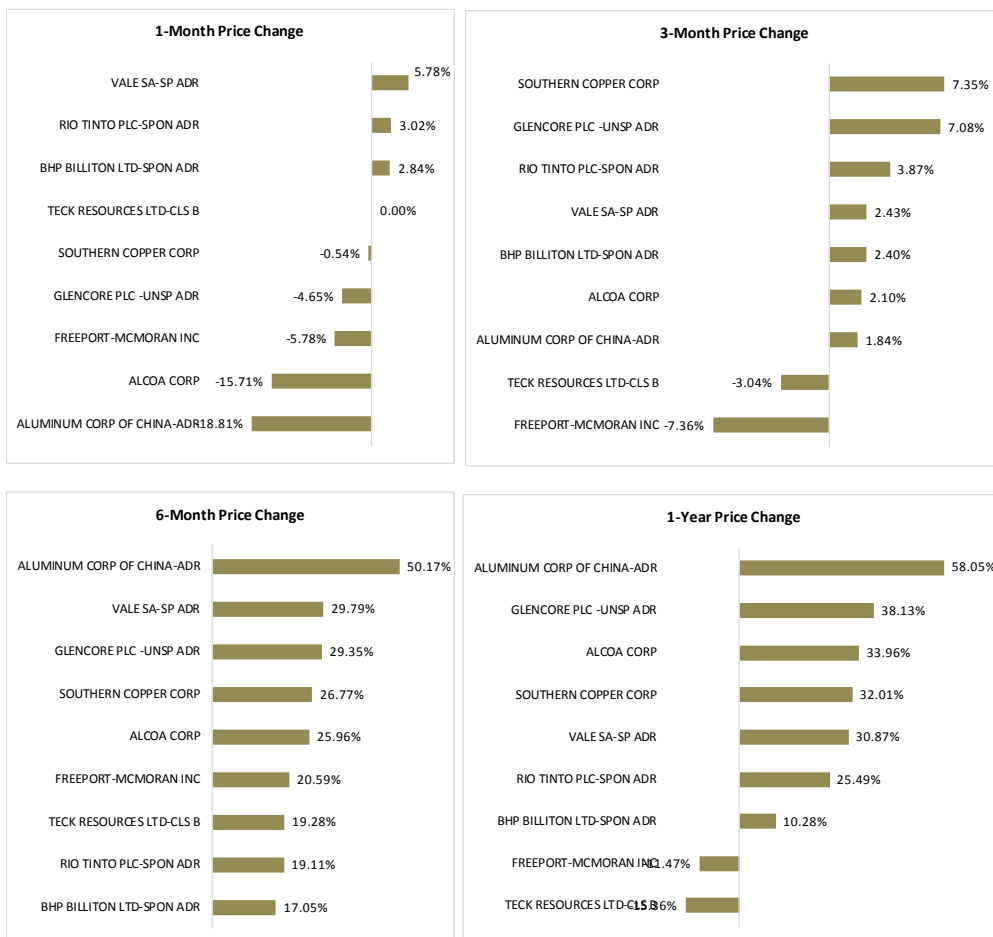 1-Month Price Change
VALE SA-SP ADR 5.78%
RIO TINTO PLC-SPON ADR 3.02%
BHP BILLITON LTD-SPON ADR 2.84%
TECK RESOURCES LTD-CLS B 0.00%
SOUTHERN COPPER CORP -0.54%
GLENCORE PLC -UNSP ADR -4.65%
FREEPORT-MCMORAN INC -5.78%
ALCOA CORP -15.71%
ALUMINUM CORP OF CHINA-ADR -18.81%
3-Month Price Change
SOUTHERN COPPER CORP 7.35%
GLENCORE PLC -UNSP ADR 7.08%
RIO TINTO PLC-SPON ADR 3.87%
VALE SA-SP ADR 2.43%
BHP BILLITON LTD-SPON ADR 2.40%
ALCOA CORP 2.10%
ALUMINUM CORP OF CHINA-ADR 1.84%
TECK RESOURCES LTD-CLS B -3.04%
FREEPORT-MCMORAN INC -7.36%
6-Month Price Change
ALUMINUM CORP OF CHINA-ADR 50.17%
VALE SA-SP ADR 29.79%
GLENCORE PLC -UNSP ADR 29.35%
SOUTHERN COPPER CORP 26.77%
ALCOA CORP 25.96%
FREEPORT-MCMORAN INC 20.59%
TECK RESOURCES LTD-CLS B 19.28%
RIO TINTO PLC-SPON ADR 19.11%
BHP BILLITON LTD-SPON ADR 17.05%
1-Year Price Change
ALUMINUM CORP OF CHINA-ADR 58.05%
GLENCORE PLC -UNSP ADR 38.13%
ALCOA CORP 33.96%
SOUTHERN COPPER CORP 32.01%
VALE SA-SP ADR 30.87%
RIO TINTO PLC-SPON ADR 25.49%
BHP BILLITON LTD-SPON ADR 10.28%
FREEPORT-MCMORAN INC -11.47%
TECK RESOURCES LTD-CLS B -15.36%